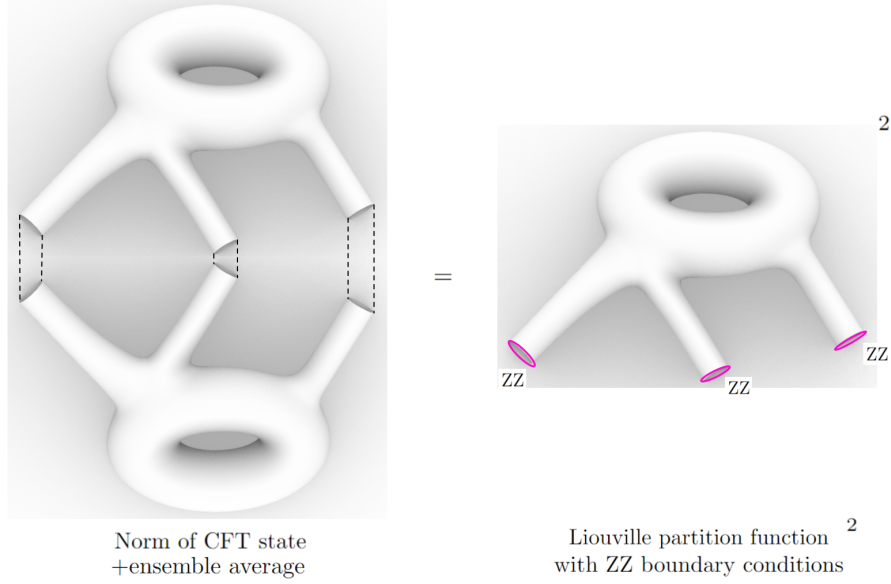 2
=
ZZ
ZZ
ZZ
Norm of CFT state
+ensemble average
Liouville partition function 2
with ZZ boundary conditions